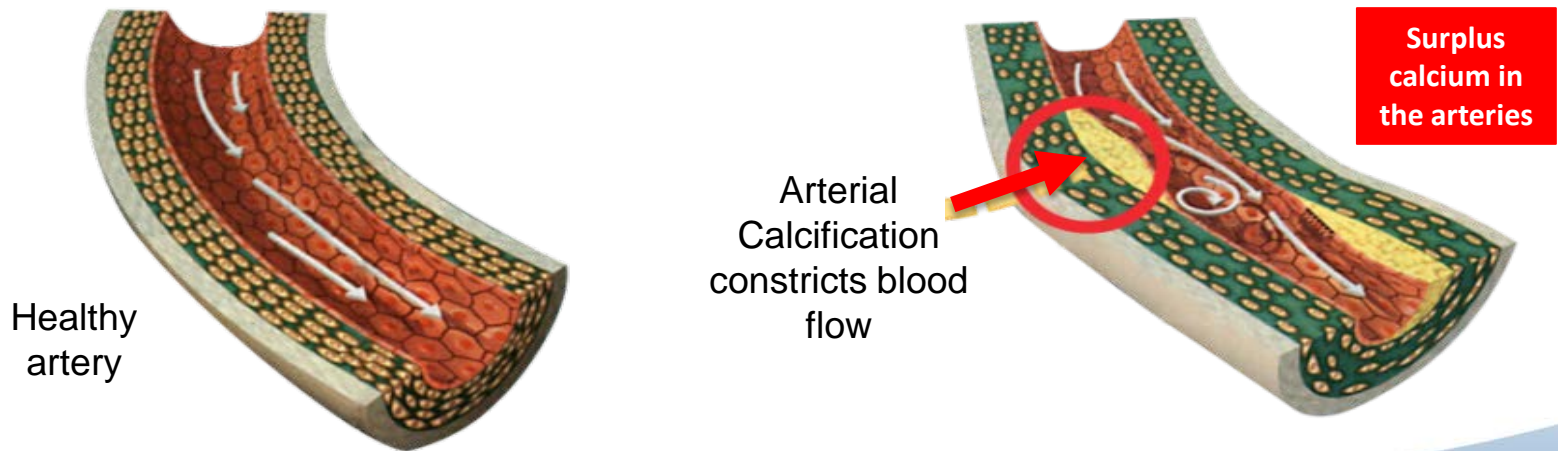 Healthy
artery
Arterial
Calcification
constricts blood
flow
Surplus
calcium in
the arteries